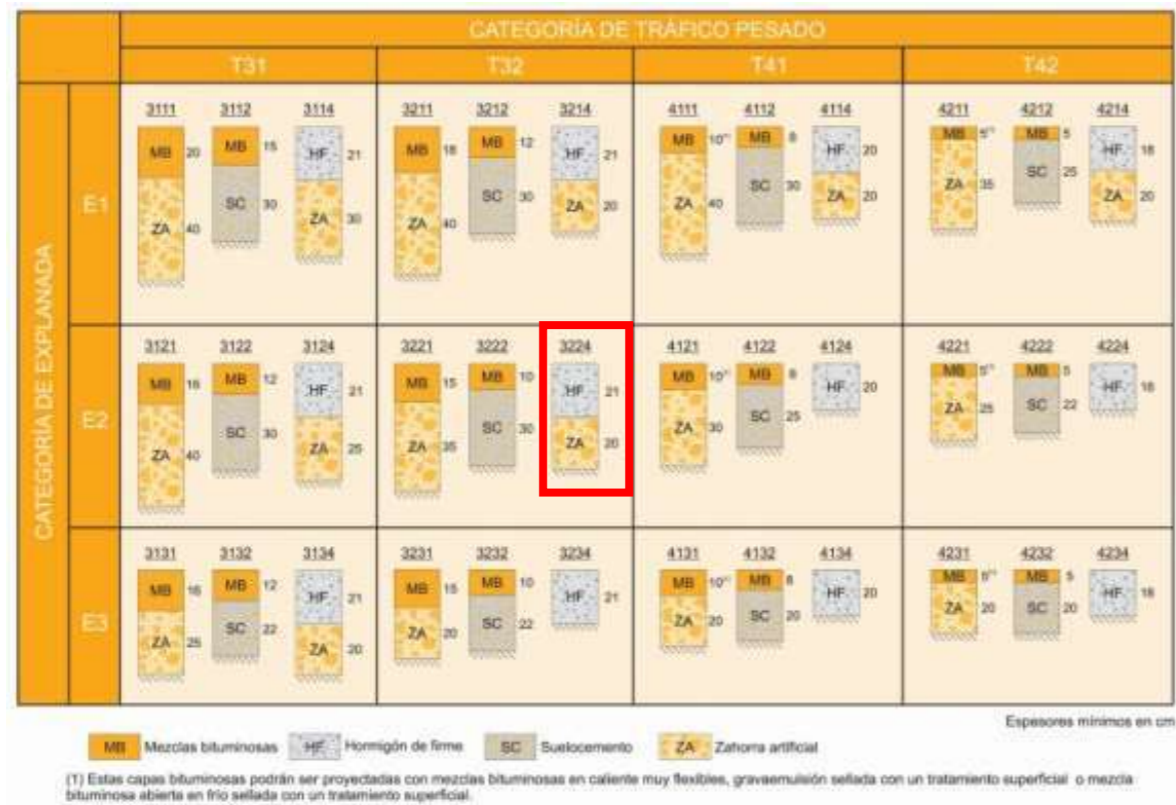 CATEGORÍA DE TRÁFICO PESADO
T31 T32 T41 T42
CATEGORÍA DE EXPLANADA
E1
3111 3112 3114 3211 3212 3214 4111 4112 4114 4211 4212 4214
MB 20 MB 15 HF 21 MB 18 MB 12 HF 21 MB 10(1) MB 8 HF 20 MB 5(1) MB 5 HF 18
ZA 40 SC 30 ZA 30 ZA 40 SC 30 ZA 20 ZA 40 SC 30 ZA 20 ZA 35 SC 25 ZA 20
E2
3121 3122 3124 3221 3222 3224 4121 4122 4124 4221 4222 4224
MB 16 MB 12 HF 21 MB 15 MB 10 HF 21 MB 10(1) MB 8 HF 20 MB 5(1) MB 5 HF 18
ZA 40 SC 30 ZA 25 ZA 35 SC 30 ZA 20 ZA 30 SC 25 ZA 25 SC 22
E3
3131 3132 3134 3231 3232 3234 4131 4132 4134 4231 4232 4234
MB 16 MB 12 HF 21 MB 15 MB 10 HF 21 MB 10(1) MB 8 HF 20 MB 5(1) MB 5 HF 18
ZA 25 SC 22 ZA 20 ZA 20 SC 22 ZA 20 SC 20 ZA 20 SC 20
Espesores mínimos en cm
MB Mezclas bituminosas HF Hormigón de firme SC Suelocemento ZA Zahorra artificial
(1) Estas capas bituminosas podrán ser proyectadas con mezclas bituminosas en caliente muy flexibles, gravaemulsión sellada con un tratamiento superficial o mezcla
bituminosa abierta en frío sellada con un tratamiento superficial.